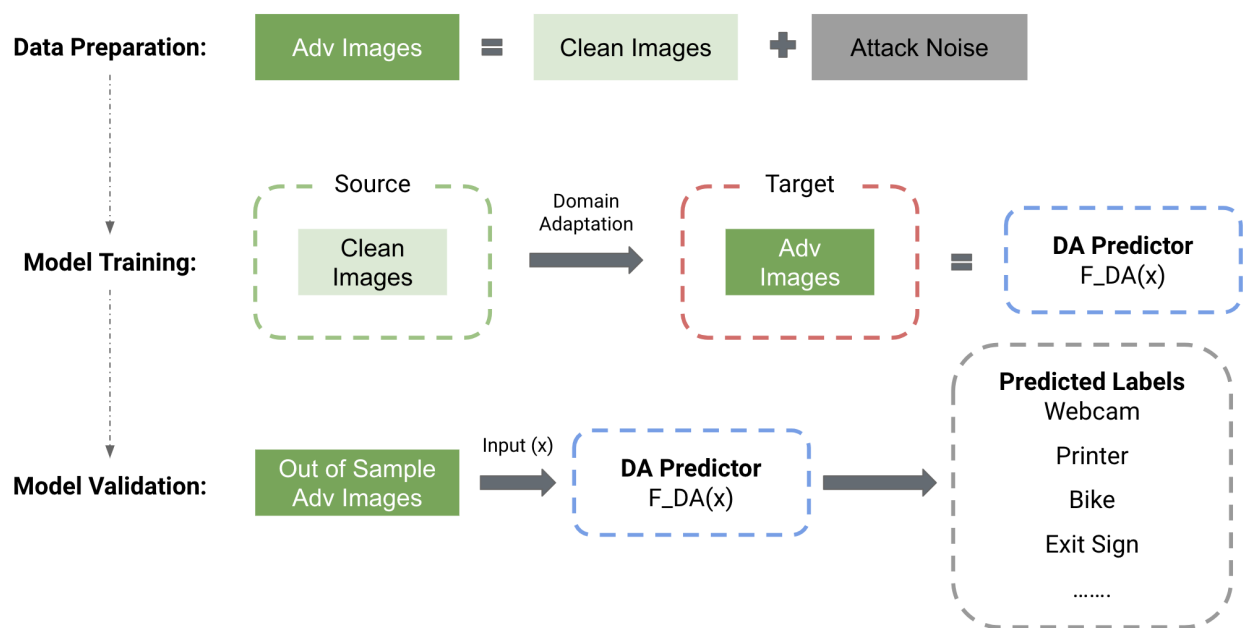 Data Preparation:
Adv Images
=
Clean Images
+
Attack Noise
Source
Clean
Images
Domain
Adaptation
Target
Adv
Images
=
DA Predictor
F_DA(x)
Model Training:
Predicted Labels
Webcam
Printer
Bike
Exit Sign
.......
Model Validation:
Out of Sample
Adv Images
Input (x)
DA Predictor
F_DA(x)